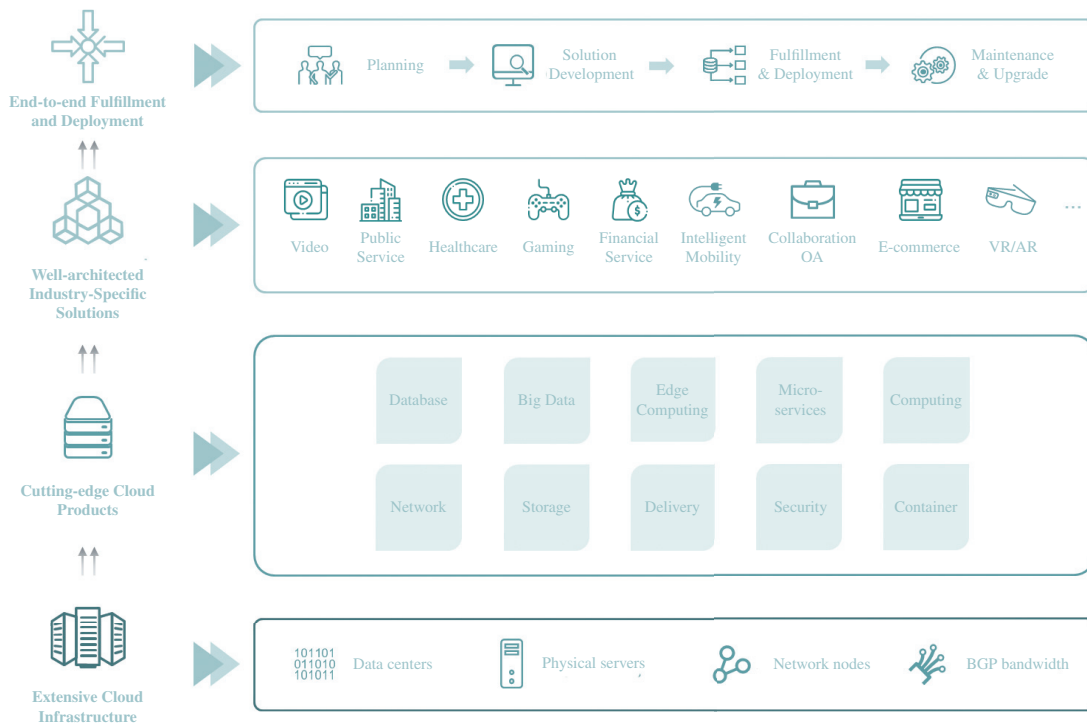 End-to-end Fulfillment
and Deployment
Planning
Solution
Development
Fulfillment
& Deployment
Maintenance
& Upgrade
Well-architected
Industry-Specific
Solutions
Video
Public
Service
Healthcare
Gaming
Financial
Service
Intelligent
Mobility
Collaboration
OA
E-commerce
VR/AR
...
Cutting-edge Cloud
Products
Database
Big Data
Edge
Computing
Micro-
services
Computing
Network
Storage
Delivery
Security
Container
Extensive Cloud
Infrastructure
101101
011010
101011
Data centers
Physical servers
Network nodes
BGP bandwidth